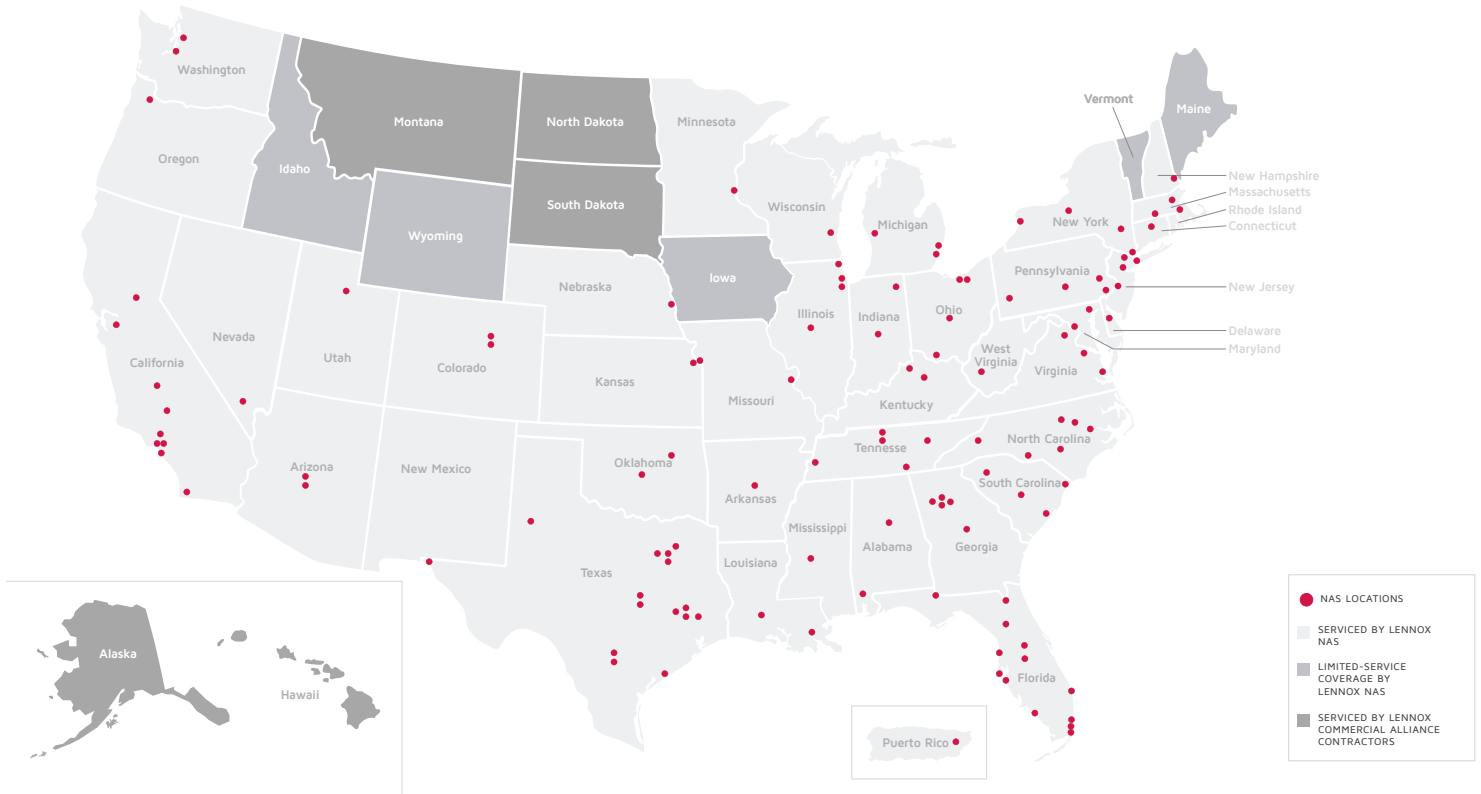 Washington
Oregon
Idaho
Montana
North Dakota
South Dakota
Wyoming
Minnesota
Wisconsin
Michigan
Iowa
Nebraska
Nevada
Utah
Colorado
California
Kansas
Missouri
Illinois
Indiana
Ohio
Kentucky
West
Virginia
Virginia
Pennsylvania
New York
Vermont
Maine
New Hampshire
Massachusetts
Rhode Island
Connecticut
New Jersey
Delaware
Maryland
Arizona
New Mexico
Oklahoma
Arkansas
Tennesse
North Carolina
South Carolina
Mississippi
Alabama
Georgia
Texas
Louisiana
Florida
Alaska
Hawaii
Puerto Rico
NAS LOCATIONS
SERVICED BY LENNOX
NAS
LIMITED-SERVICE
COVERAGE BY
LENNOX NAS
SERVICED BY LENNOX
COMMERCIAL ALLIANCE
CONTRACTORS